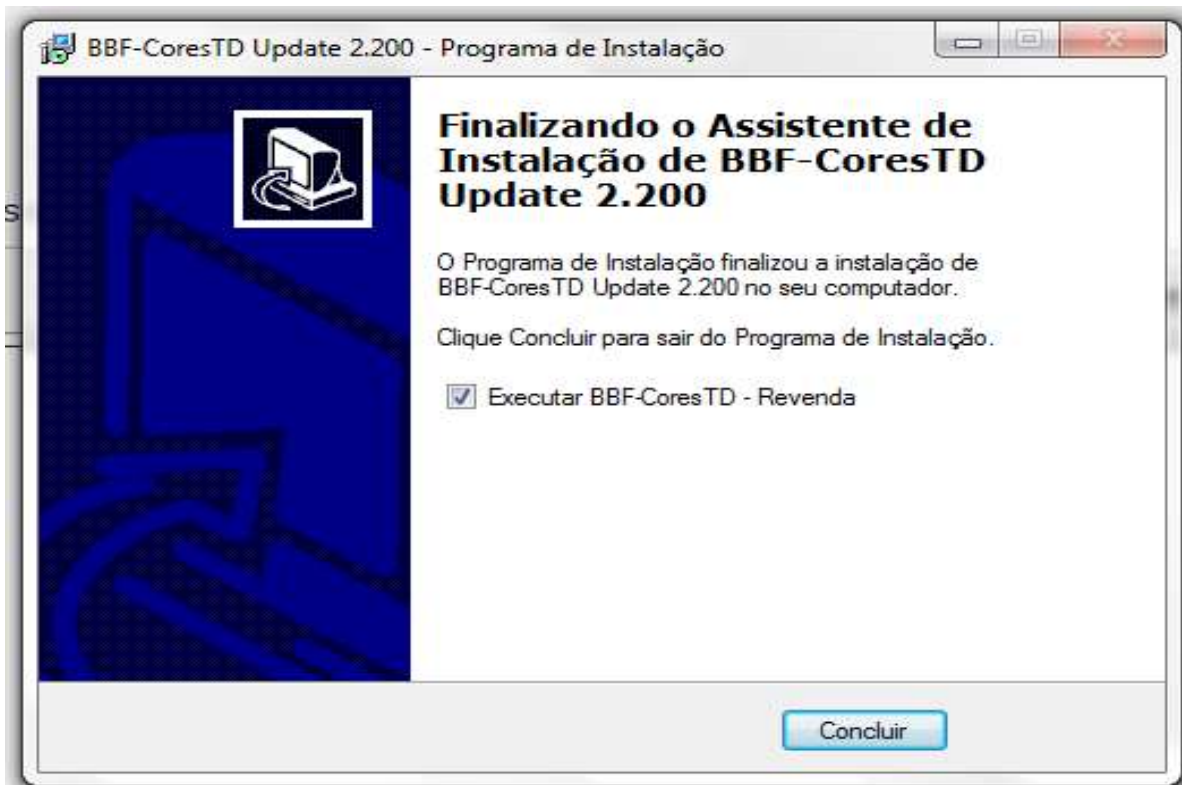 BBF-CoresTD Update 2.200 - Programa de Instalação
Finalizando o Assistente de
Instalação de BBF-CoresTD
Update 2.200
O Programa de Instalação finalizou a instalação de
BBF-CoresTD Update 2.200 no seu computador.
Clique Concluir para sair do Programa de Instalação.
Executar BBF-CoresTD - Revenda
Concluir